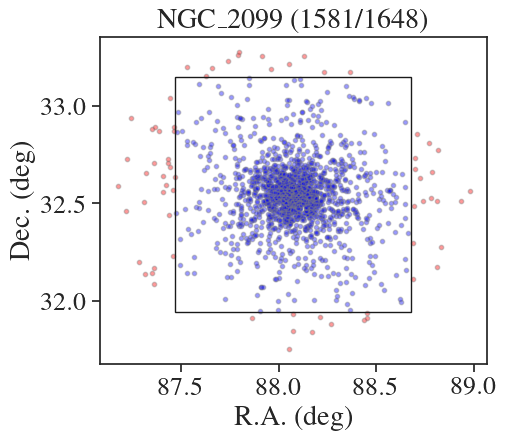 NGC_2099 (1581/1648)
33.0
32.5
32.0
Dec. (deg)
87.5 88.0 88.5 89.0
R.A. (deg)